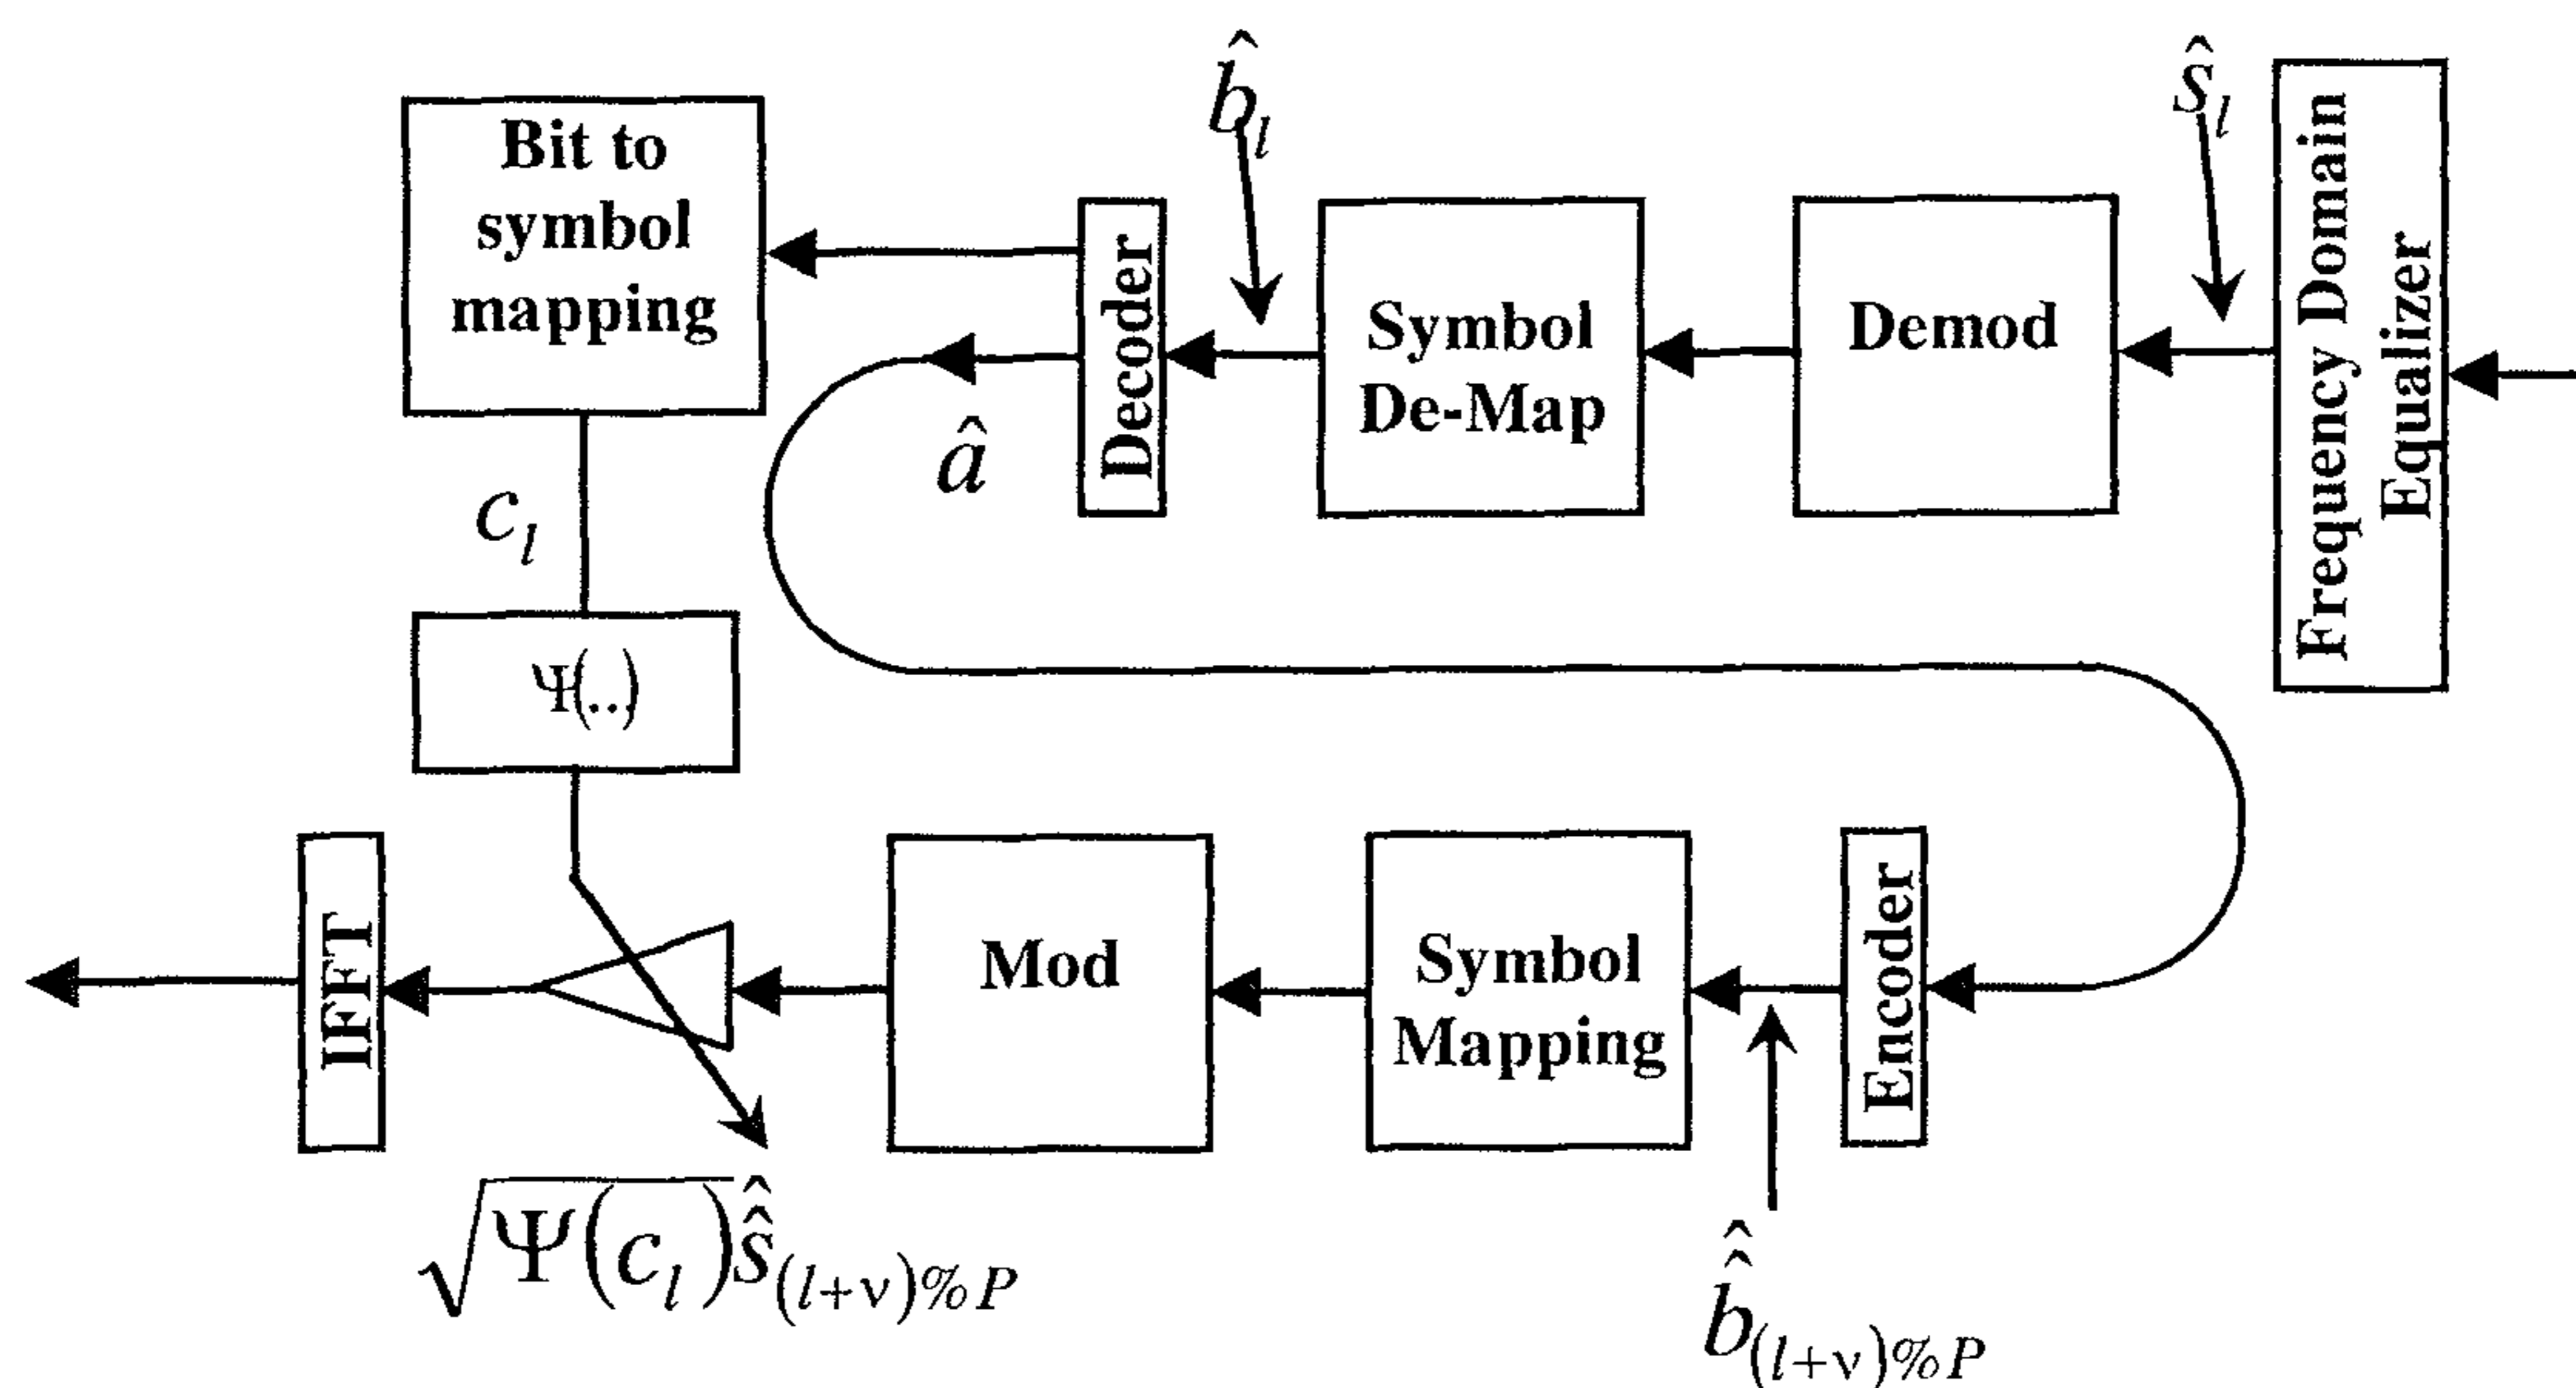 Bit to
symbol
mapping
b̂_l
ŝ_l
Frequency Domain
Equalizer
Decoder
Symbol
De-Map
Demod
â
c_l
Ψ(..)
IFFT
Mod
Symbol
Mapping
Encoder
√Ψ(c_l) ŝ̂_(l+ν)%P
b̂̂_(l+ν)%P